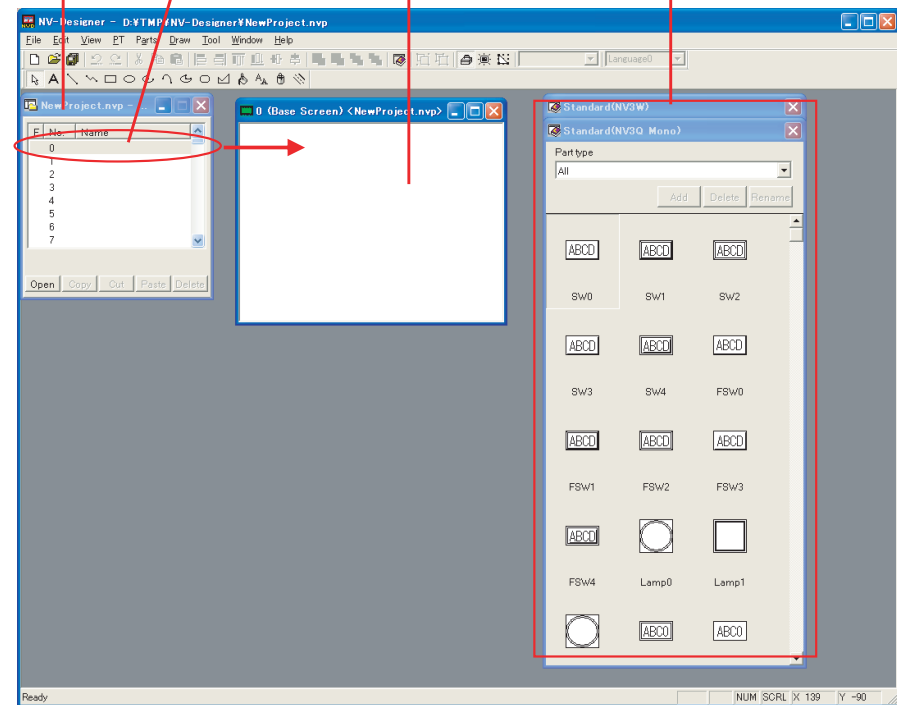 NV-Designer - D:¥TMP¥NV-Designer¥NewProject.nvp
File Edit View PT Parts Draw Tool Window Help
Language0
NewProject.nvp - ...
0 (Base Screen) <NewProject.nvp>
Standard(NV3W)
Standard(NV3Q Mono)
F No. Name
0
1
2
3
4
5
6
7
Open Copy Cut Paste Delete
Part type
All
Add Delete Rename
ABCD ABCD ABCD
SW0 SW1 SW2
ABCD ABCD ABCD
SW3 SW4 FSW0
ABCD ABCD ABCD
FSW1 FSW2 FSW3
ABCD
FSW4 Lamp0 Lamp1
ABCD ABCD
Ready NUM SCRL X 139 Y -90